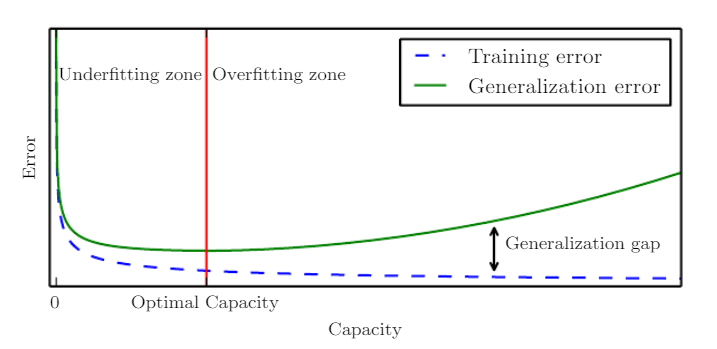 Training error
Generalization error
Underfitting zone
Overfitting zone
Error
Generalization gap
0
Optimal Capacity
Capacity